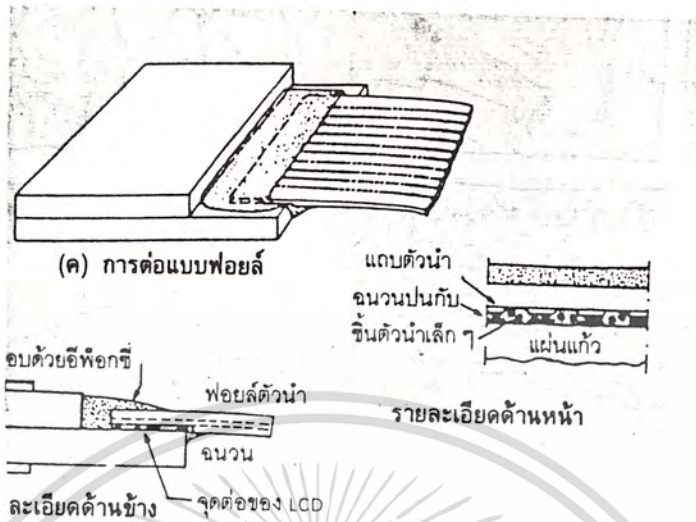 (ค) การต่อแบบฟอยล์
แถบตัวนำ
ฉนวนปนกับ
ชิ้นตัวนำเล็ก ๆ
แผ่นแก้ว
รายละเอียดด้านหน้า
อบด้วยอีพ็อกซี่
ฟอยล์ตัวนำ
ฉนวน
จุดต่อของ LCD
ละเอียดด้านข้าง